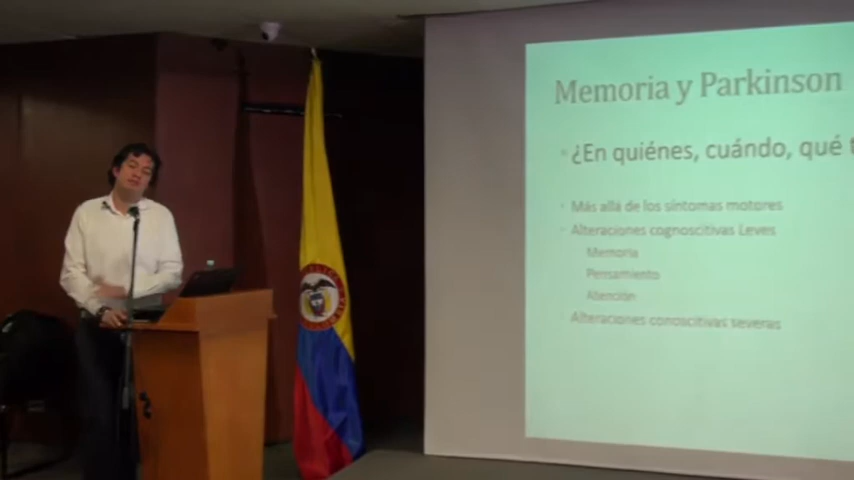 Memoria y Parkinson
¿En quiénes, cuándo, qué
Más allá de los síntomas motores
Alteraciones cognoscitivas Leves
Memoria
Pensamiento
Atención
Alteraciones conoscitivas severas